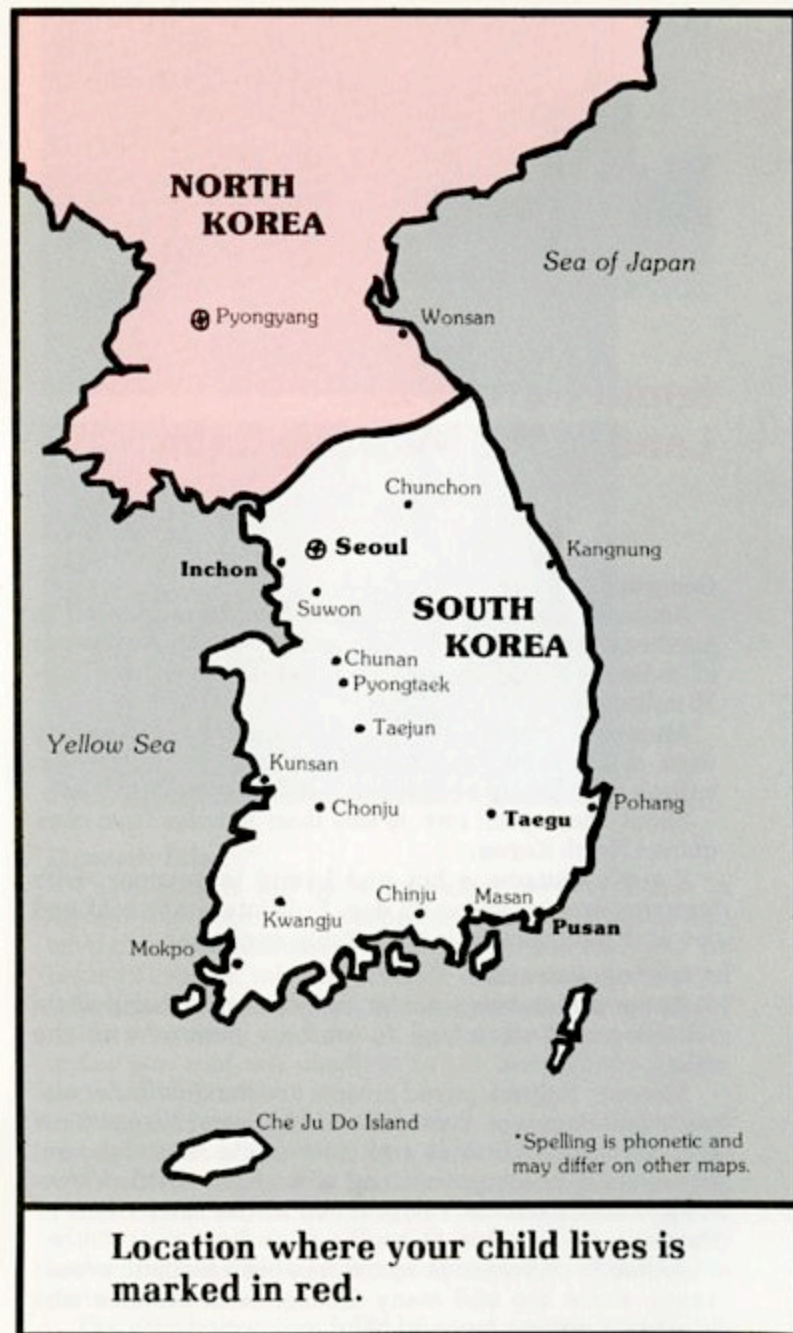 NORTH
KOREA
Sea of Japan
Pyongyang
Wonsan
Chunchon
Seoul
Kangnung
Inchon
Suwon
SOUTH
KOREA
Chunan
Pyongtaek
Yellow Sea
Taejun
Kunsan
Chonju
Taegu
Pohang
Kwangju
Chinju
Masan
Pusan
Mokpo
Che Ju Do Island
*Spelling is phonetic and
may differ on other maps.
Location where your child lives is
marked in red.